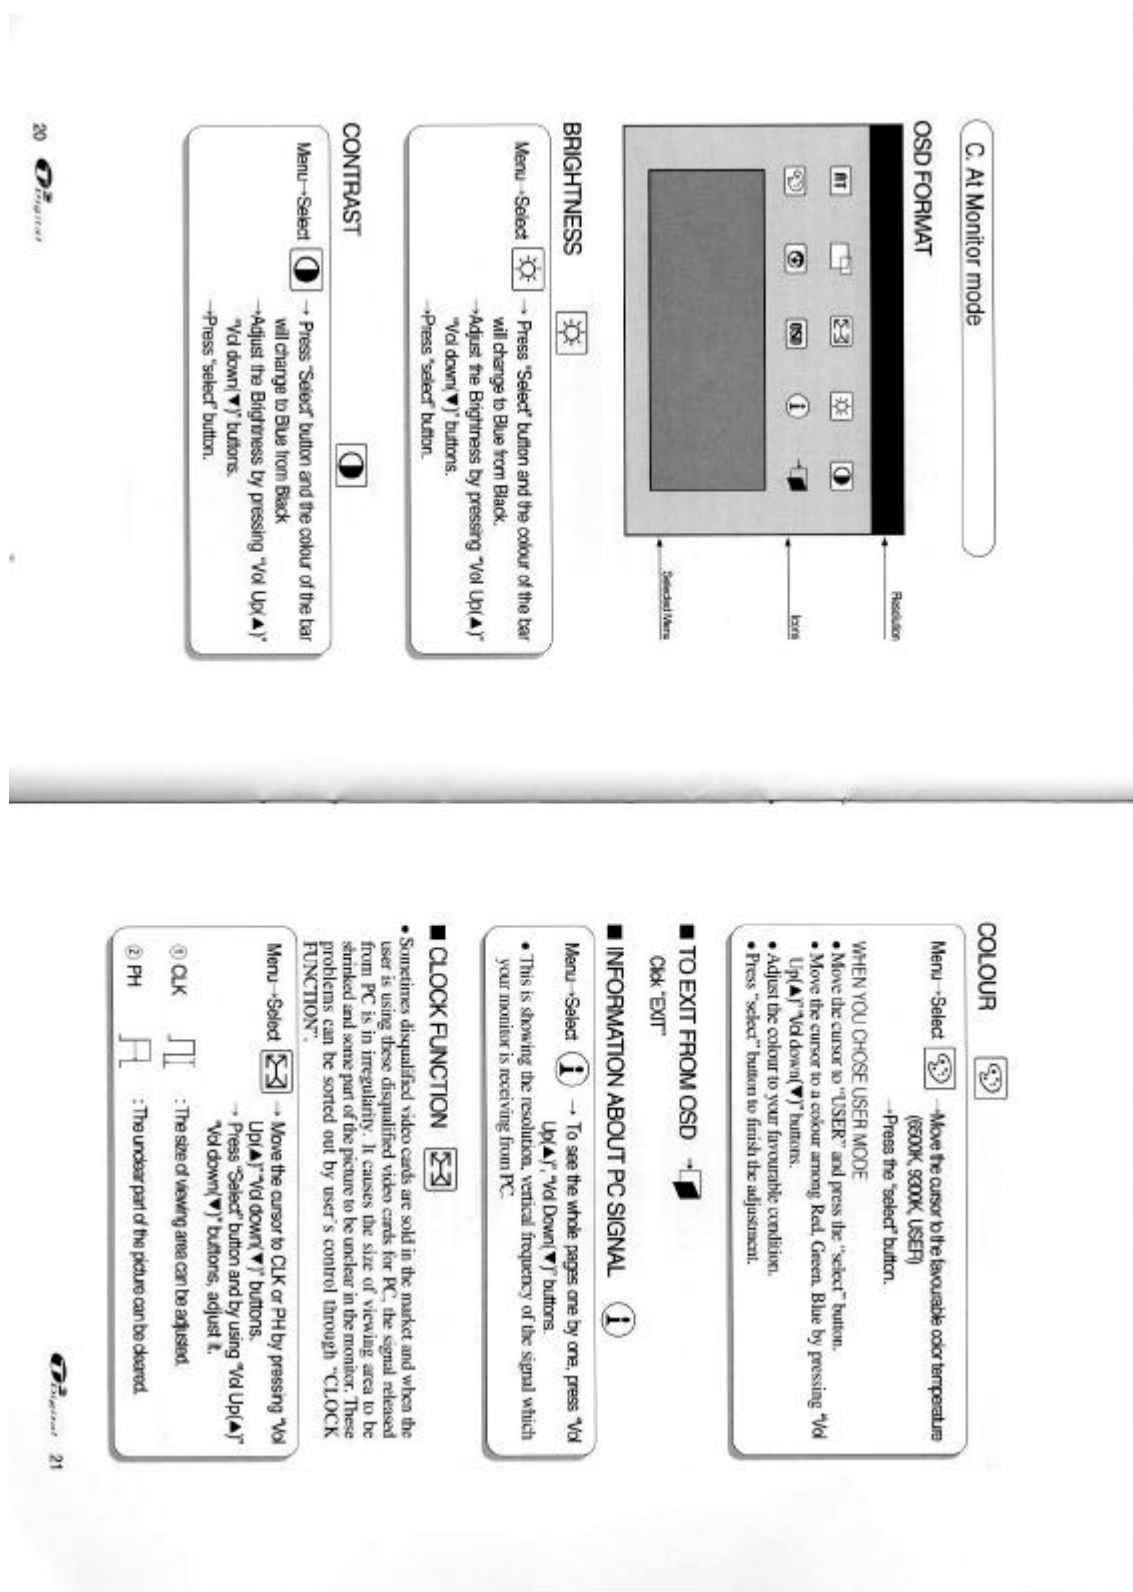 C. At Monitor mode
OSD FORMAT
Resolution
AT
OSD
Icons
Selected Menu
BRIGHTNESS
Menu→Select → Press "Select" button and the colour of the bar
will change to Blue from Black.
→Adjust the Brightness by pressing "Vol Up(▲)"
"Vol down(▼)" buttons.
→Press "select" button.
CONTRAST
Menu→Select → Press "Select" button and the colour of the bar
will change to Blue from Black
→Adjust the Brightness by pressing "Vol Up(▲)"
"Vol down(▼)" buttons.
→Press "select" button.
20 Digital
COLOUR
Menu→Select →Move the cursor to the favourable color temperature
(6500K, 9300K, USER)
→Press the "select" button.
WHEN YOU CHOSE USER MODE
• Move the cursor to "USER" and press the "select" button.
• Move the cursor to a colour among Red, Green, Blue by pressing "Vol
Up(▲)" "Vol down(▼)" buttons.
• Adjust the colour to your favourable condition.
• Press "select" button to finish the adjustment.
■ TO EXIT FROM OSD
Click "EXIT"
■ INFORMATION ABOUT PC SIGNAL
Menu→Select → To see the whole pages one by one, press "Vol
Up(▲)", "Vol Down(▼)" buttons.
• This is showing the resolution, vertical frequency of the signal which
your monitor is receiving from PC.
■ CLOCK FUNCTION
• Sometimes disqualified video cards are sold in the market and when the
user is using these disqualified video cards for PC, the signal released
from PC is in irregularity. It causes the size of viewing area to be
shrinked and some part of the picture to be unclear in the monitor. These
problems can be sorted out by user's control through "CLOCK
FUNCTION".
Menu→Select → Move the cursor to CLK or PH by pressing "Vol
Up(▲)" "Vol down(▼)" buttons.
→ Press "Select" button and by using "Vol Up(▲)"
"Vol down(▼)" buttons, adjust it.
① CLK : The size of viewing area can be adjusted.
② PH : The unclear part of the picture can be cleared.
Digital 21